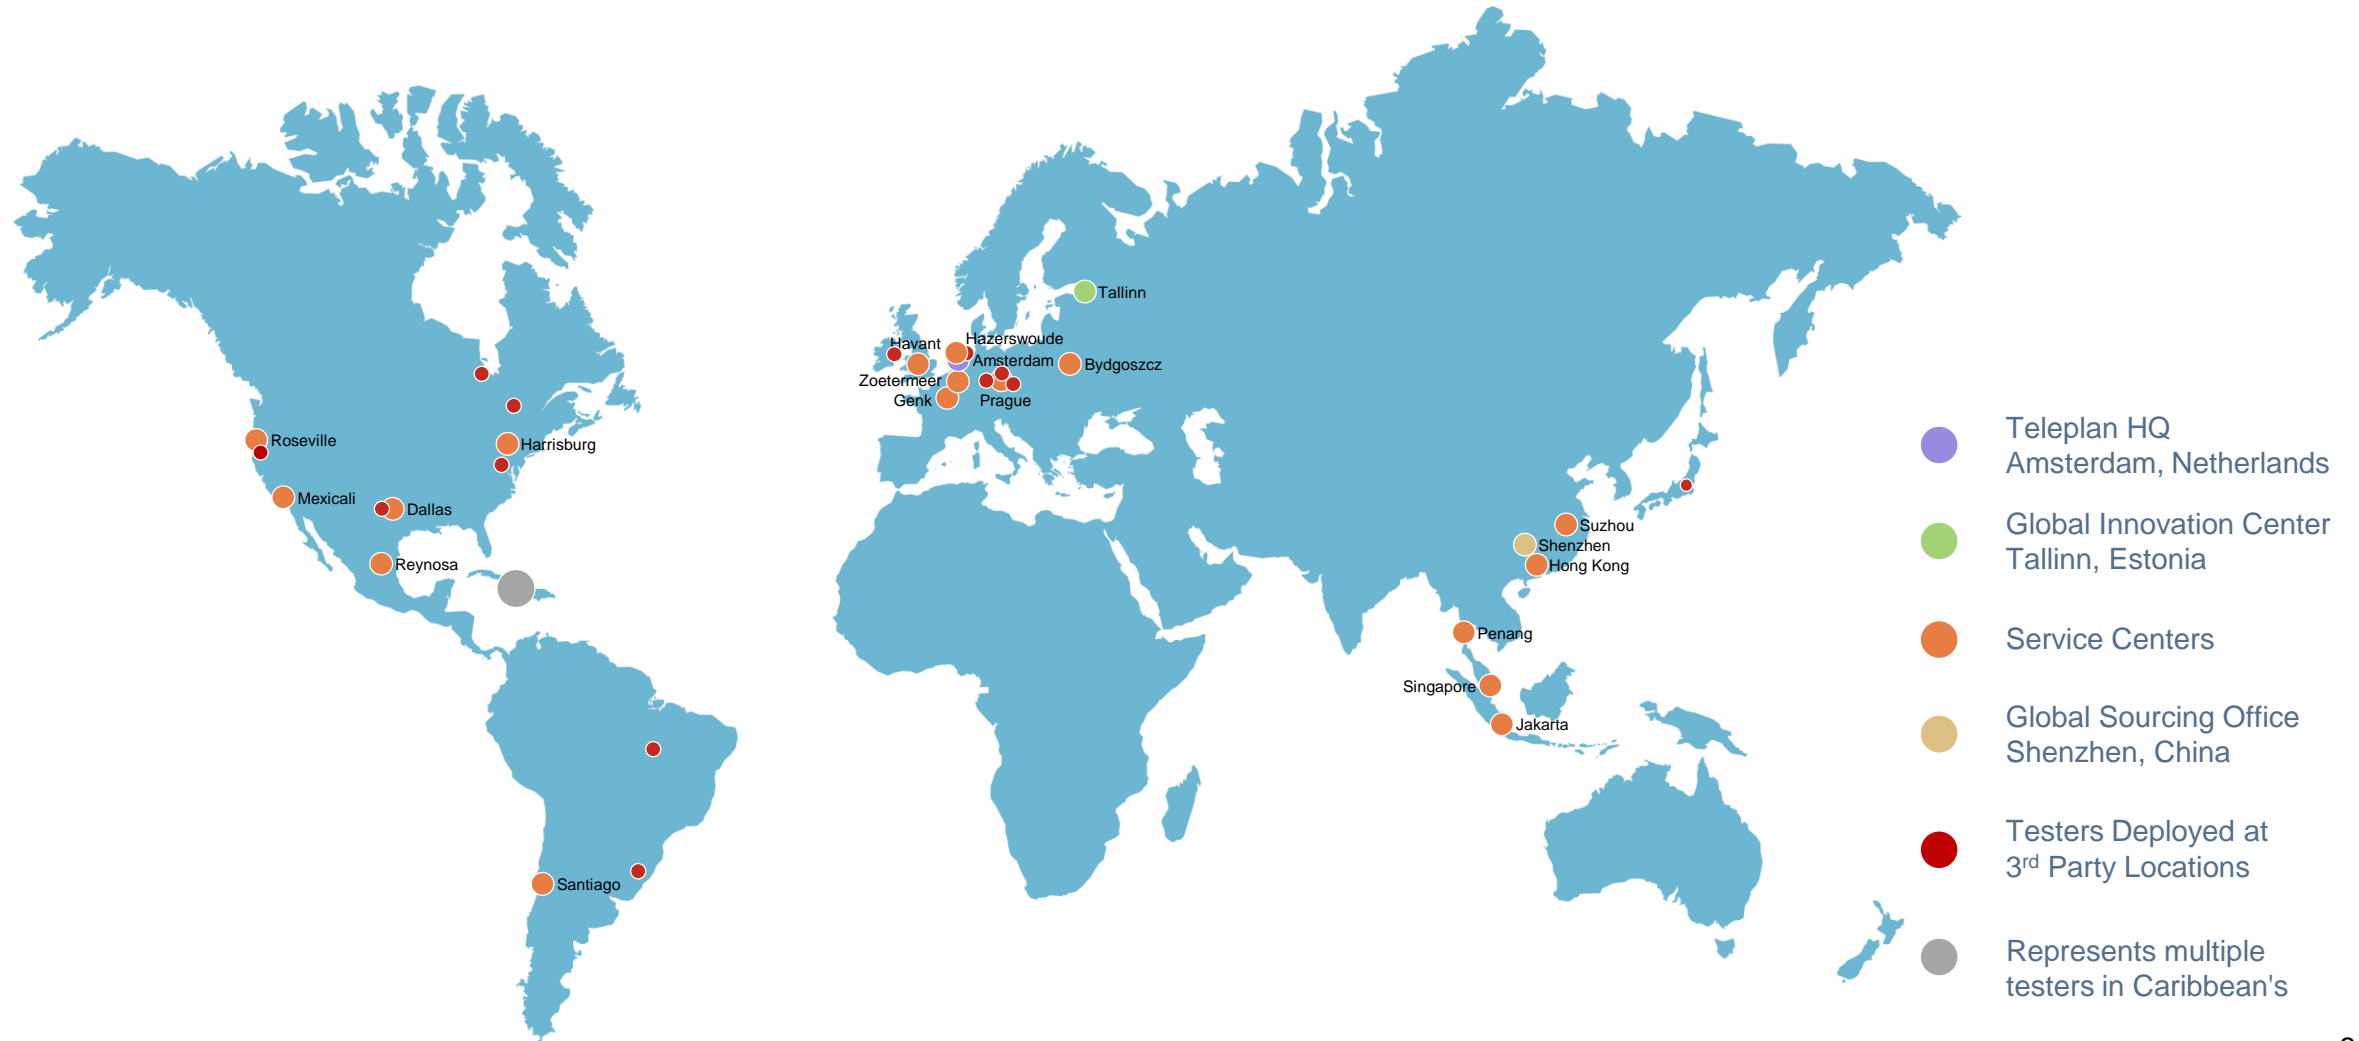 Tallinn
Havant
Hazerswoude
Amsterdam
Bydgoszcz
Zoetermeer
Genk
Prague
Roseville
Harrisburg
Mexicali
Dallas
Reynosa
Suzhou
Shenzhen
Hong Kong
Penang
Singapore
Jakarta
Santiago
Teleplan HQ
Amsterdam, Netherlands
Global Innovation Center
Tallinn, Estonia
Service Centers
Global Sourcing Office
Shenzhen, China
Testers Deployed at
3rd Party Locations
Represents multiple
testers in Caribbean's